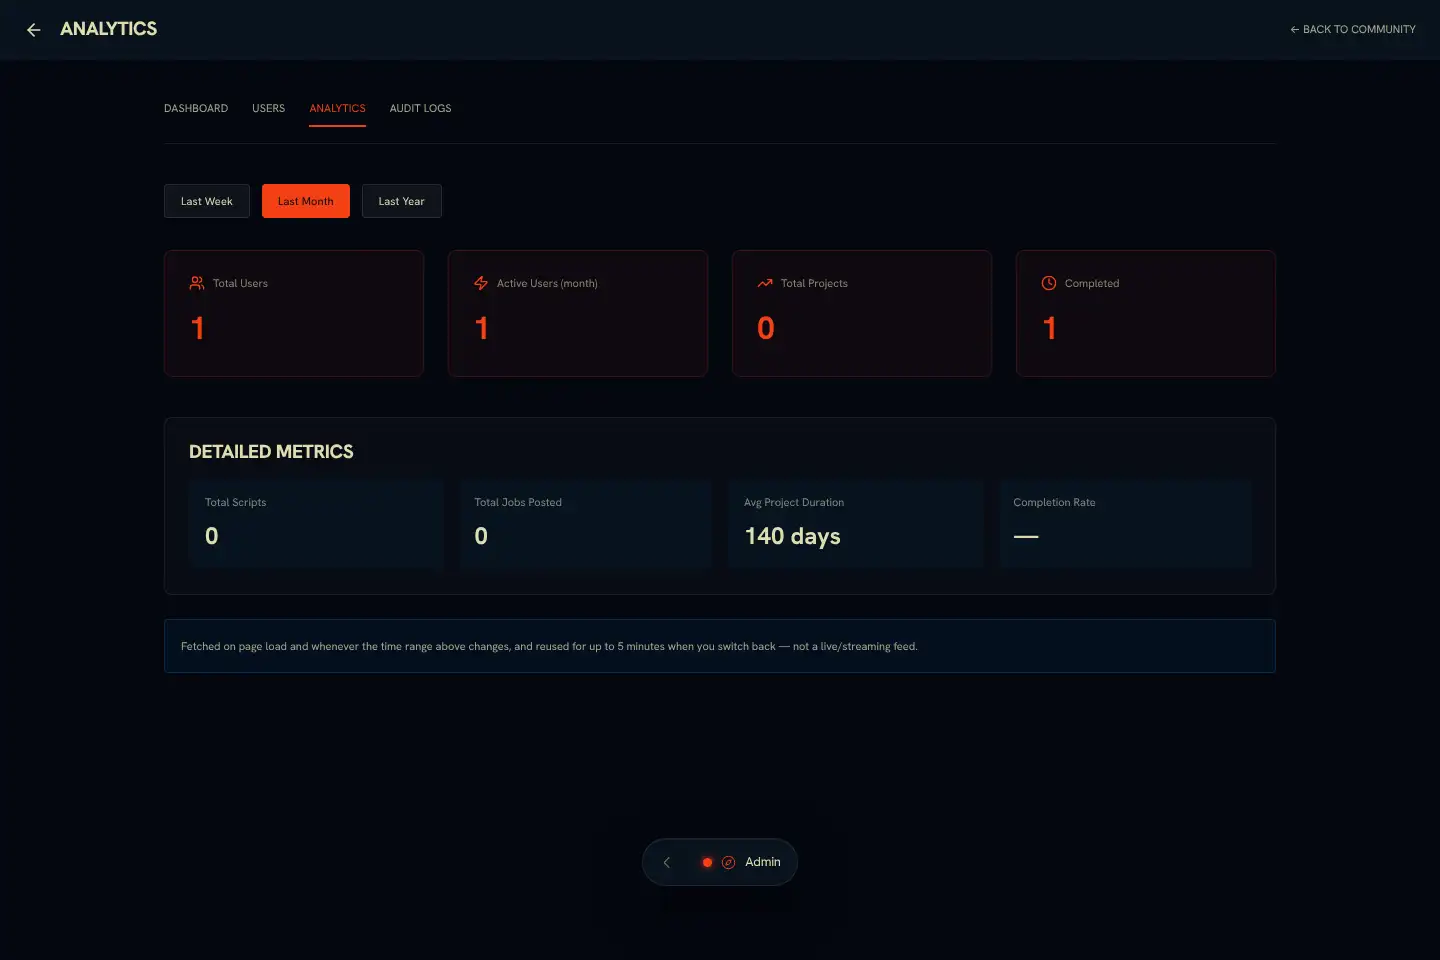 ANALYTICS
← BACK TO COMMUNITY
DASHBOARD USERS ANALYTICS AUDIT LOGS
Last Week Last Month Last Year
Total Users
1
Active Users (month)
1
Total Projects
0
Completed
1
DETAILED METRICS
Total Scripts
0
Total Jobs Posted
0
Avg Project Duration
140 days
Completion Rate
—
Fetched on page load and whenever the time range above changes, and reused for up to 5 minutes when you switch back — not a live/streaming feed.
Admin